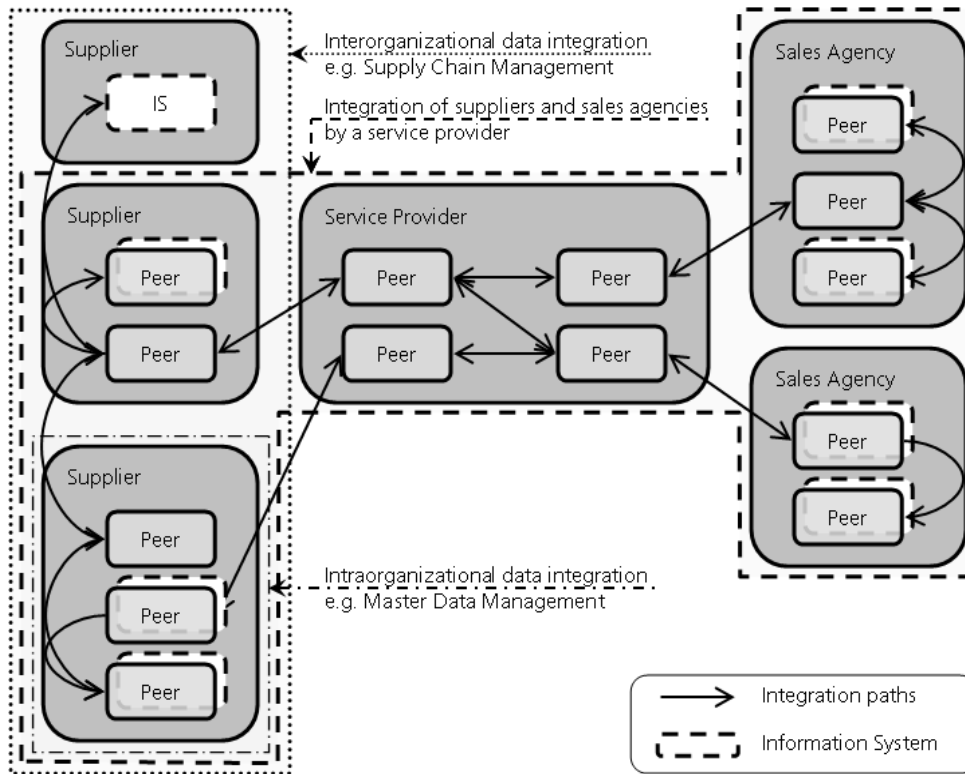 Supplier
IS
Interorganizational data integration
e.g. Supply Chain Management
Integration of suppliers and sales agencies
by a service provider
Sales Agency
Peer
Peer
Peer
Supplier
Peer
Peer
Service Provider
Peer
Peer
Peer
Peer
Sales Agency
Peer
Peer
Supplier
Peer
Peer
Peer
Intraorganizational data integration
e.g. Master Data Management
Integration paths
Information System